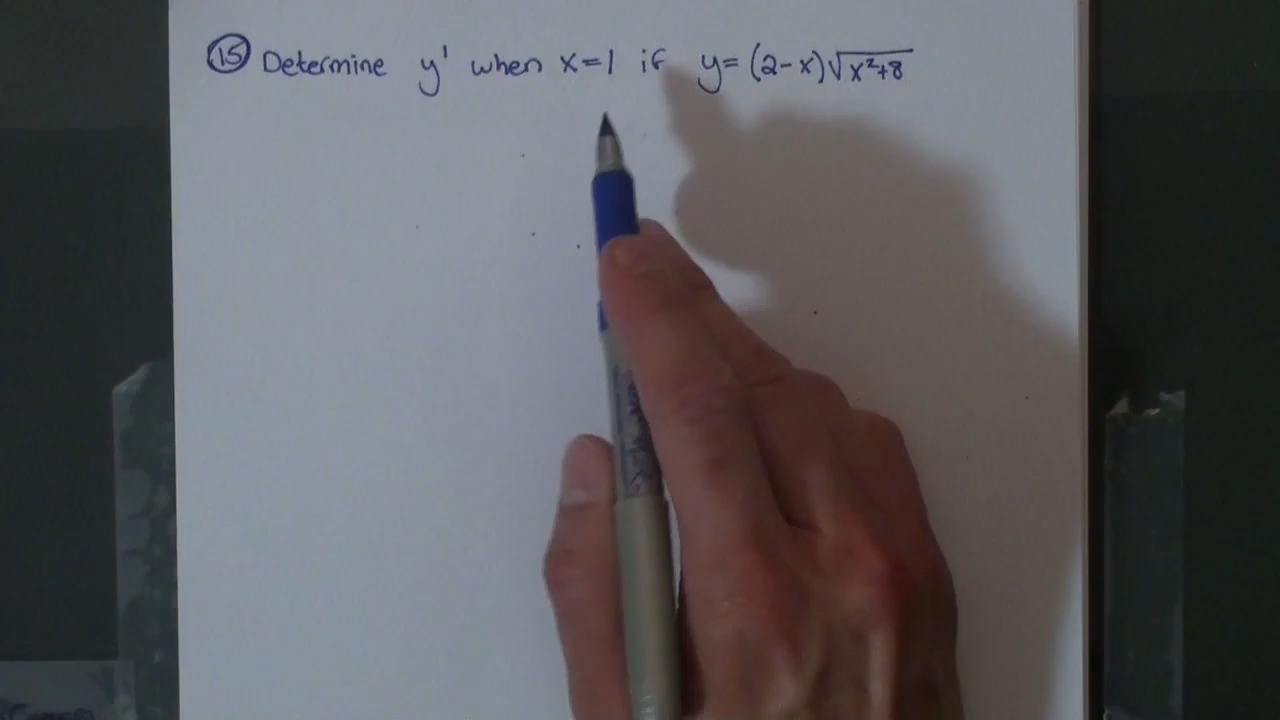 15 Determine y' when x=1 if y=(2-x)√x²+8